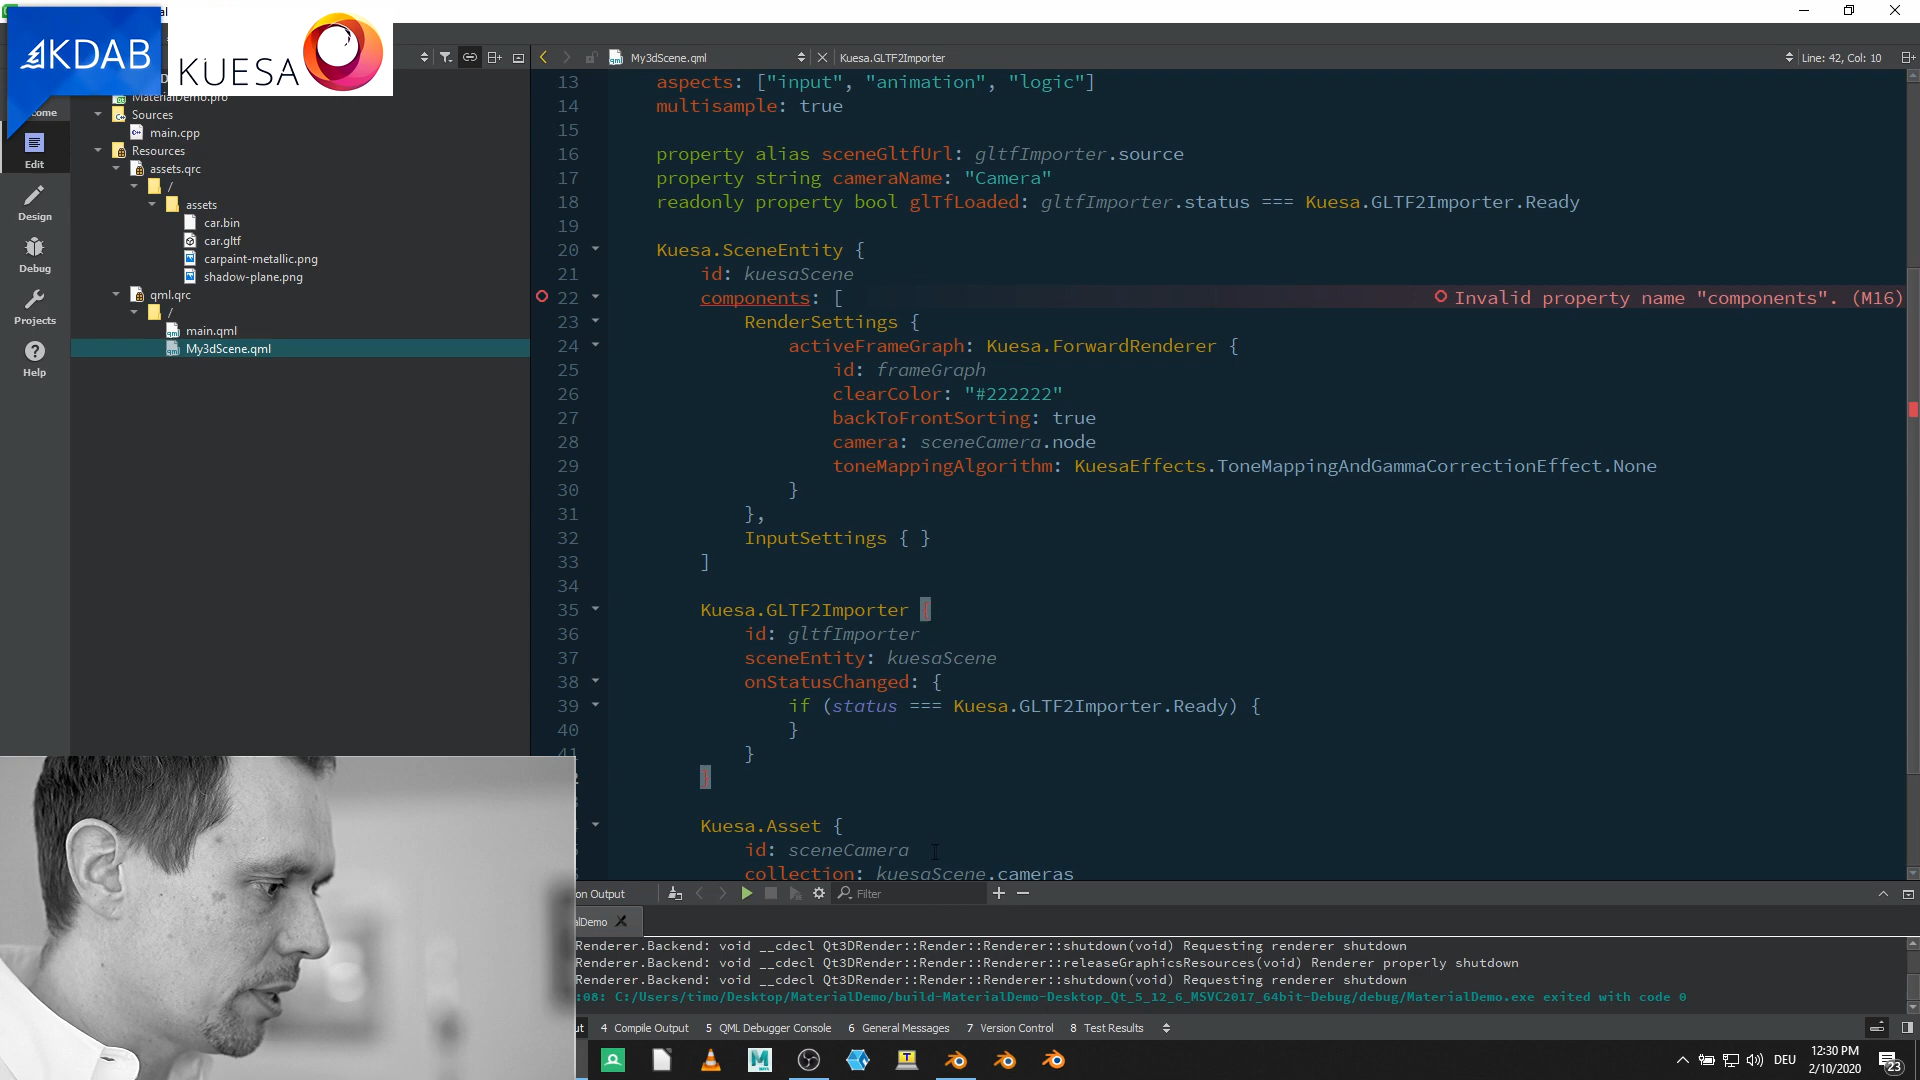 KDAB
KUESA
al
My3dScene.qml
Kuesa.GLTF2Importer
Line: 42, Col: 10
MaterialDemo.pro
Sources
main.cpp
Resources
assets.qrc
/
assets
car.bin
car.gltf
carpaint-metallic.png
shadow-plane.png
qml.qrc
/
main.qml
My3dScene.qml
ome
Edit
Design
Debug
Projects
Help
13 aspects: ["input", "animation", "logic"]
14 multisample: true
15
16 property alias sceneGltfUrl: gltfImporter.source
17 property string cameraName: "Camera"
18 readonly property bool glTfLoaded: gltfImporter.status === Kuesa.GLTF2Importer.Ready
19
20 Kuesa.SceneEntity {
21 id: kuesaScene
22 components: [ Invalid property name "components". (M16)
23 RenderSettings {
24 activeFrameGraph: Kuesa.ForwardRenderer {
25 id: frameGraph
26 clearColor: "#222222"
27 backToFrontSorting: true
28 camera: sceneCamera.node
29 toneMappingAlgorithm: KuesaEffects.ToneMappingAndGammaCorrectionEffect.None
30 }
31 },
32 InputSettings { }
33 ]
34
35 Kuesa.GLTF2Importer {
36 id: gltfImporter
37 sceneEntity: kuesaScene
38 onStatusChanged: {
39 if (status === Kuesa.GLTF2Importer.Ready) {
40 }
41 }
}
Kuesa.Asset {
id: sceneCamera
collection: kuesaScene.cameras
on Output
Filter
alDemo
Renderer.Backend: void __cdecl Qt3DRender::Render::Renderer::shutdown(void) Requesting renderer shutdown
Renderer.Backend: void __cdecl Qt3DRender::Render::Renderer::releaseGraphicsResources(void) Renderer properly shutdown
Renderer.Backend: void __cdecl Qt3DRender::Render::Renderer::shutdown(void) Requesting renderer shutdown
:08: C:/Users/timo/Desktop/MaterialDemo/build-MaterialDemo-Desktop_Qt_5_12_6_MSVC2017_64bit-Debug/debug/MaterialDemo.exe exited with code 0
ut 4 Compile Output 5 QML Debugger Console 6 General Messages 7 Version Control 8 Test Results
DEU
12:30 PM
2/10/2020
23